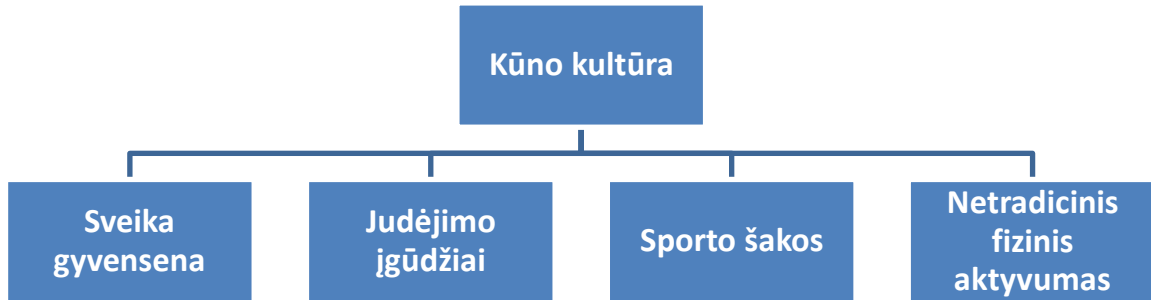 Kūno kultūra
Sveika
gyvensena
Judėjimo
įgūdžiai
Sporto šakos
Netradicinis
fizinis
aktyvumas